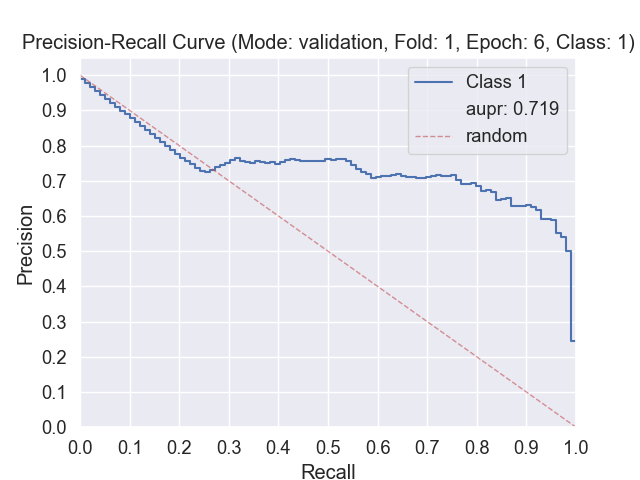 Precision-Recall Curve (Mode: validation, Fold: 1, Epoch: 6, Class: 1)
Class 1
aupr: 0.719
random
Precision
1.0
0.9
0.8
0.7
0.6
0.5
0.4
0.3
0.2
0.1
0.0
0.0 0.1 0.2 0.3 0.4 0.5 0.6 0.7 0.8 0.9 1.0
Recall